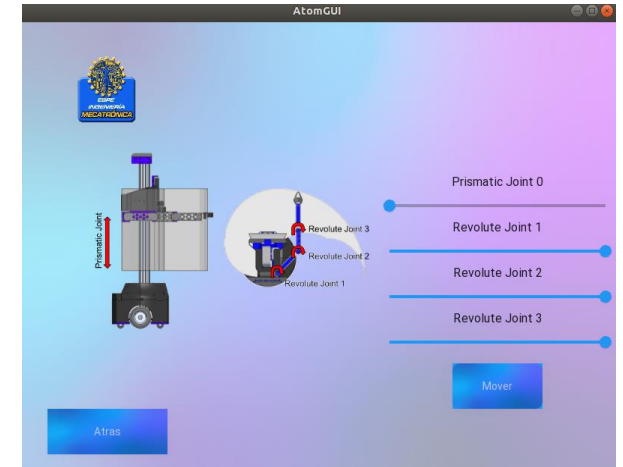 AtomGUI
ESPE
INGENIERÍA
MECATRÓNICA
Prismatic Joint
Revolute Joint 3
Revolute Joint 2
Revolute Joint 1
Prismatic Joint 0
Revolute Joint 1
Revolute Joint 2
Revolute Joint 3
Mover
Atras